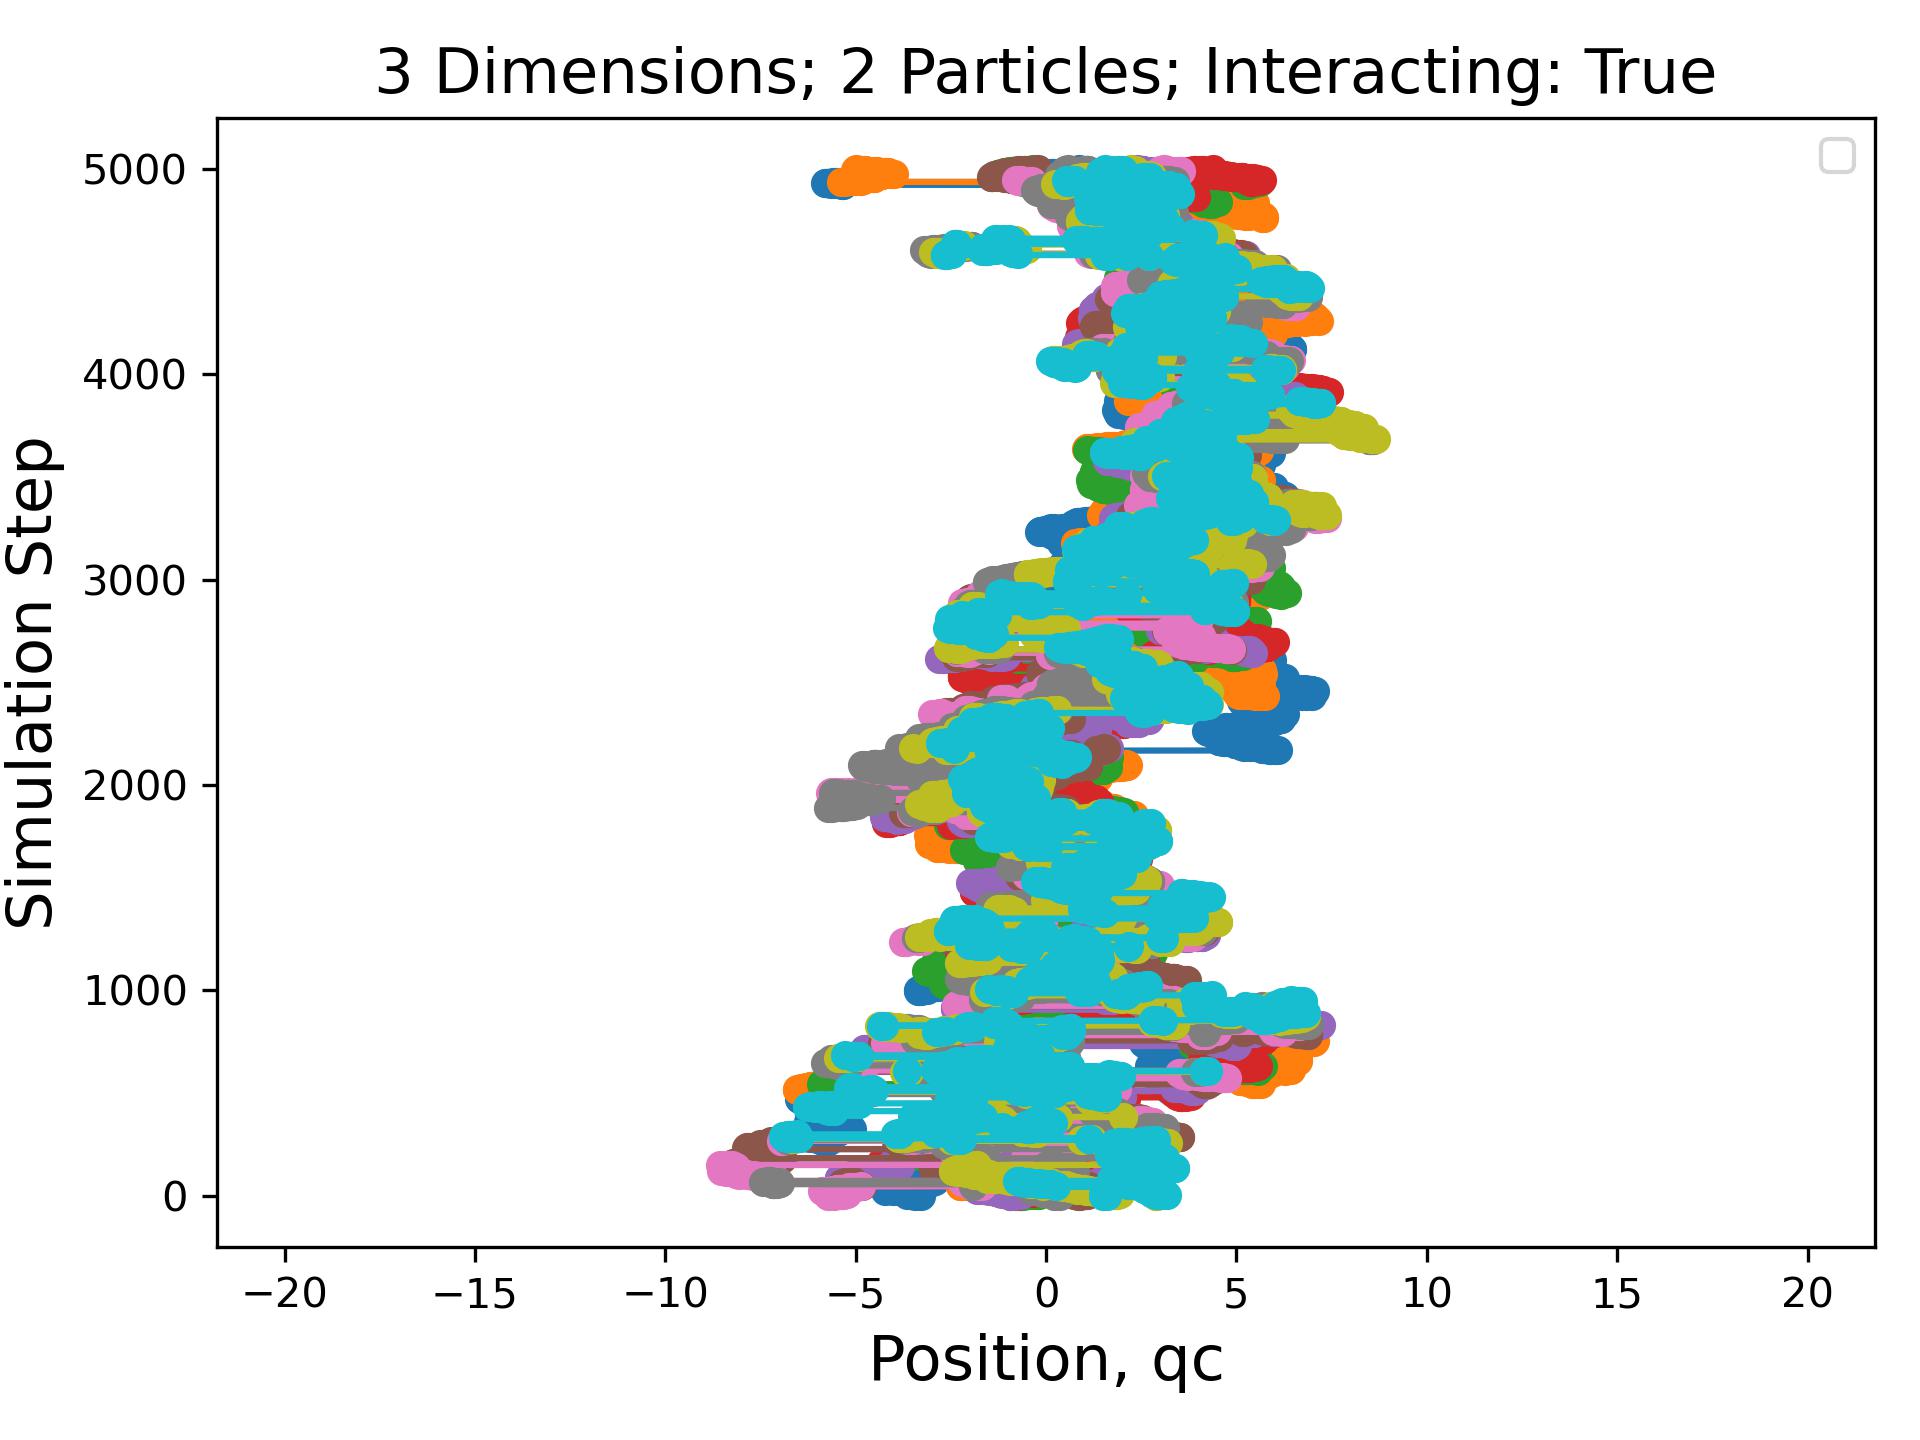 3 Dimensions; 2 Particles; Interacting: True
5000
4000
3000
2000
1000
0
Simulation Step
−20 −15 −10 −5 0 5 10 15 20
Position, qc